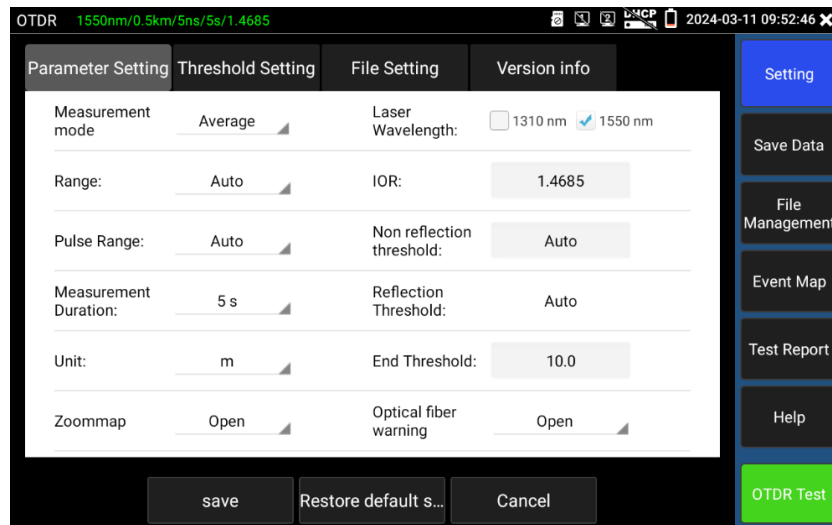 OTDR 1550nm/0.5km/5ns/5s/1.4685 DHCP 2024-03-11 09:52:46
Parameter Setting Threshold Setting File Setting Version info
Setting
Measurement mode Average Laser Wavelength: 1310 nm 1550 nm
Save Data
Range: Auto IOR: 1.4685
File Management
Pulse Range: Auto Non reflection threshold: Auto
Event Map
Measurement Duration: 5 s Reflection Threshold: Auto
Test Report
Unit: m End Threshold: 10.0
Help
Zoommap Open Optical fiber warning Open
save Restore default s... Cancel
OTDR Test